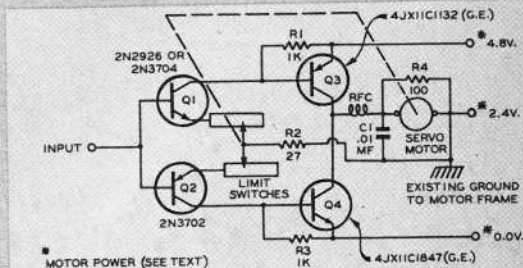 4JX11C1132 (G.E.)
R1
1K
* 4.8V.
2N2926 OR
2N3704
Q3
R4
100
Q1
RFC
* 2.4V.
R2
27
C1
.01
MF
SERVO
MOTOR
INPUT
Q2
LIMIT
SWITCHES
EXISTING GROUND
TO MOTOR FRAME
2N3702
Q4
* 0.0V.
R3
1K
4JX11C1847 (G.E.)
* MOTOR POWER (SEE TEXT)